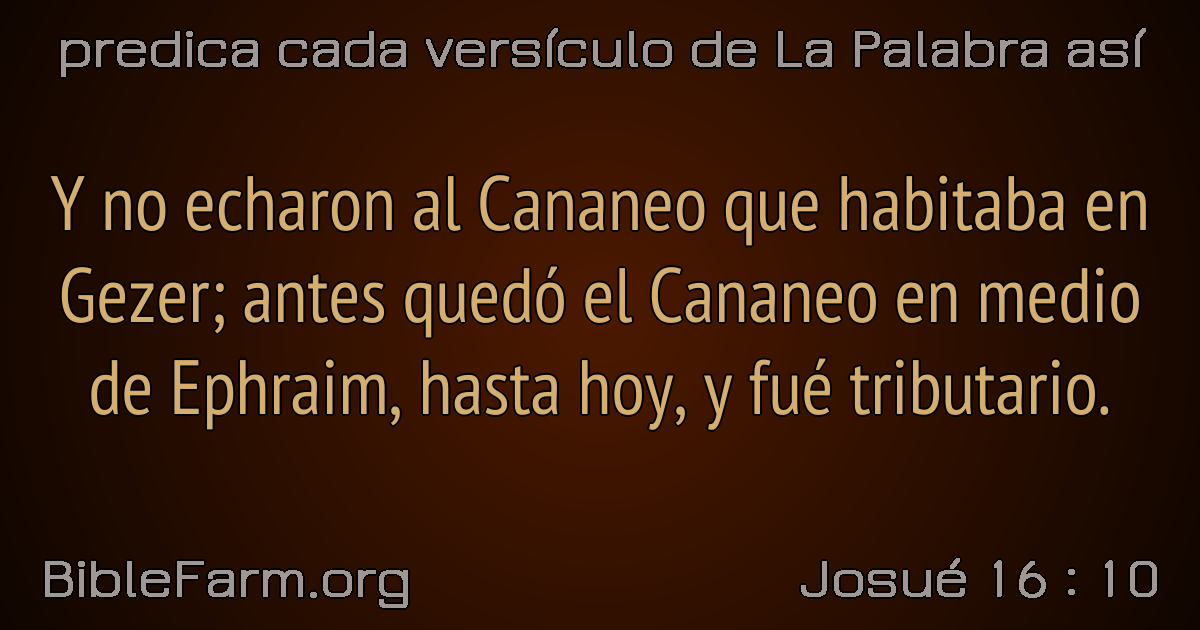 predica cada versículo de La Palabra así
Y no echaron al Cananeo que habitaba en
Gezer; antes quedó el Cananeo en medio
de Ephraim, hasta hoy, y fué tributario.
BibleFarm.org
Josué 16 : 10